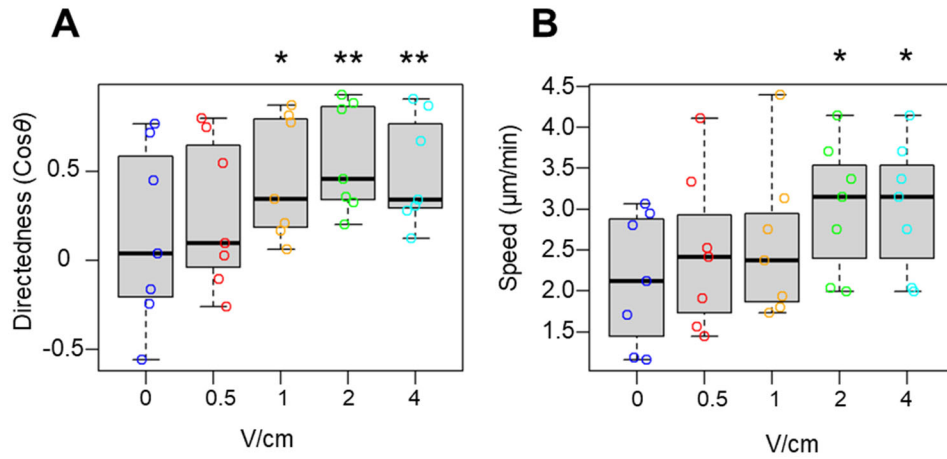 A
* ** **
Directedness (Cosθ)
0.5
0
-0.5
0 0.5 1 2 4
V/cm
B
* *
Speed (µm/min)
4.5
4.0
3.5
3.0
2.5
2.0
1.5
0 0.5 1 2 4
V/cm